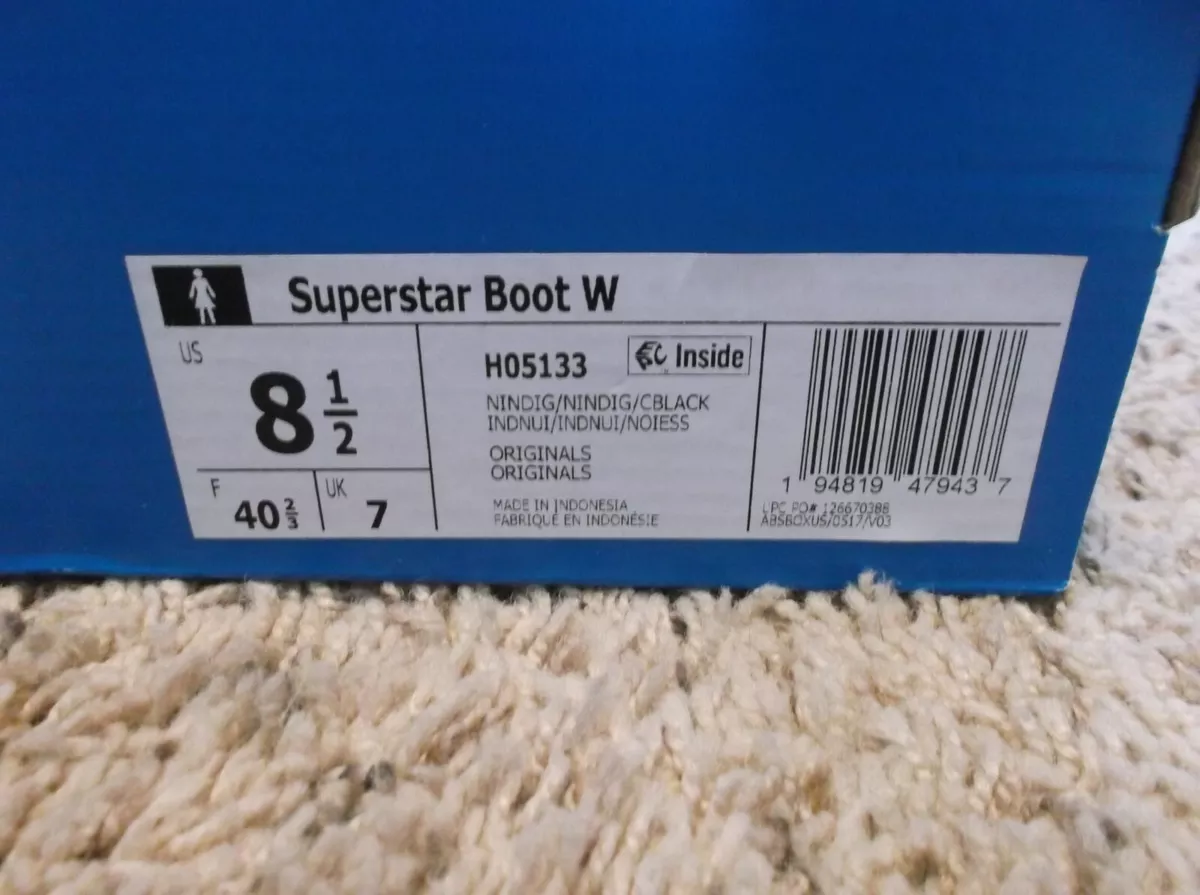 Superstar Boot W
US
8 1/2
F
40 2/3
UK
7
H05133
Inside
NINDIG/NINDIG/CBLACK
INDNUI/INDNUI/NOIESS
ORIGINALS
ORIGINALS
MADE IN INDONESIA
FABRIQUÉ EN INDONÉSIE
1 94819 47943 7
UPC PO# 126670388
ABSBOXUS/0517/V03